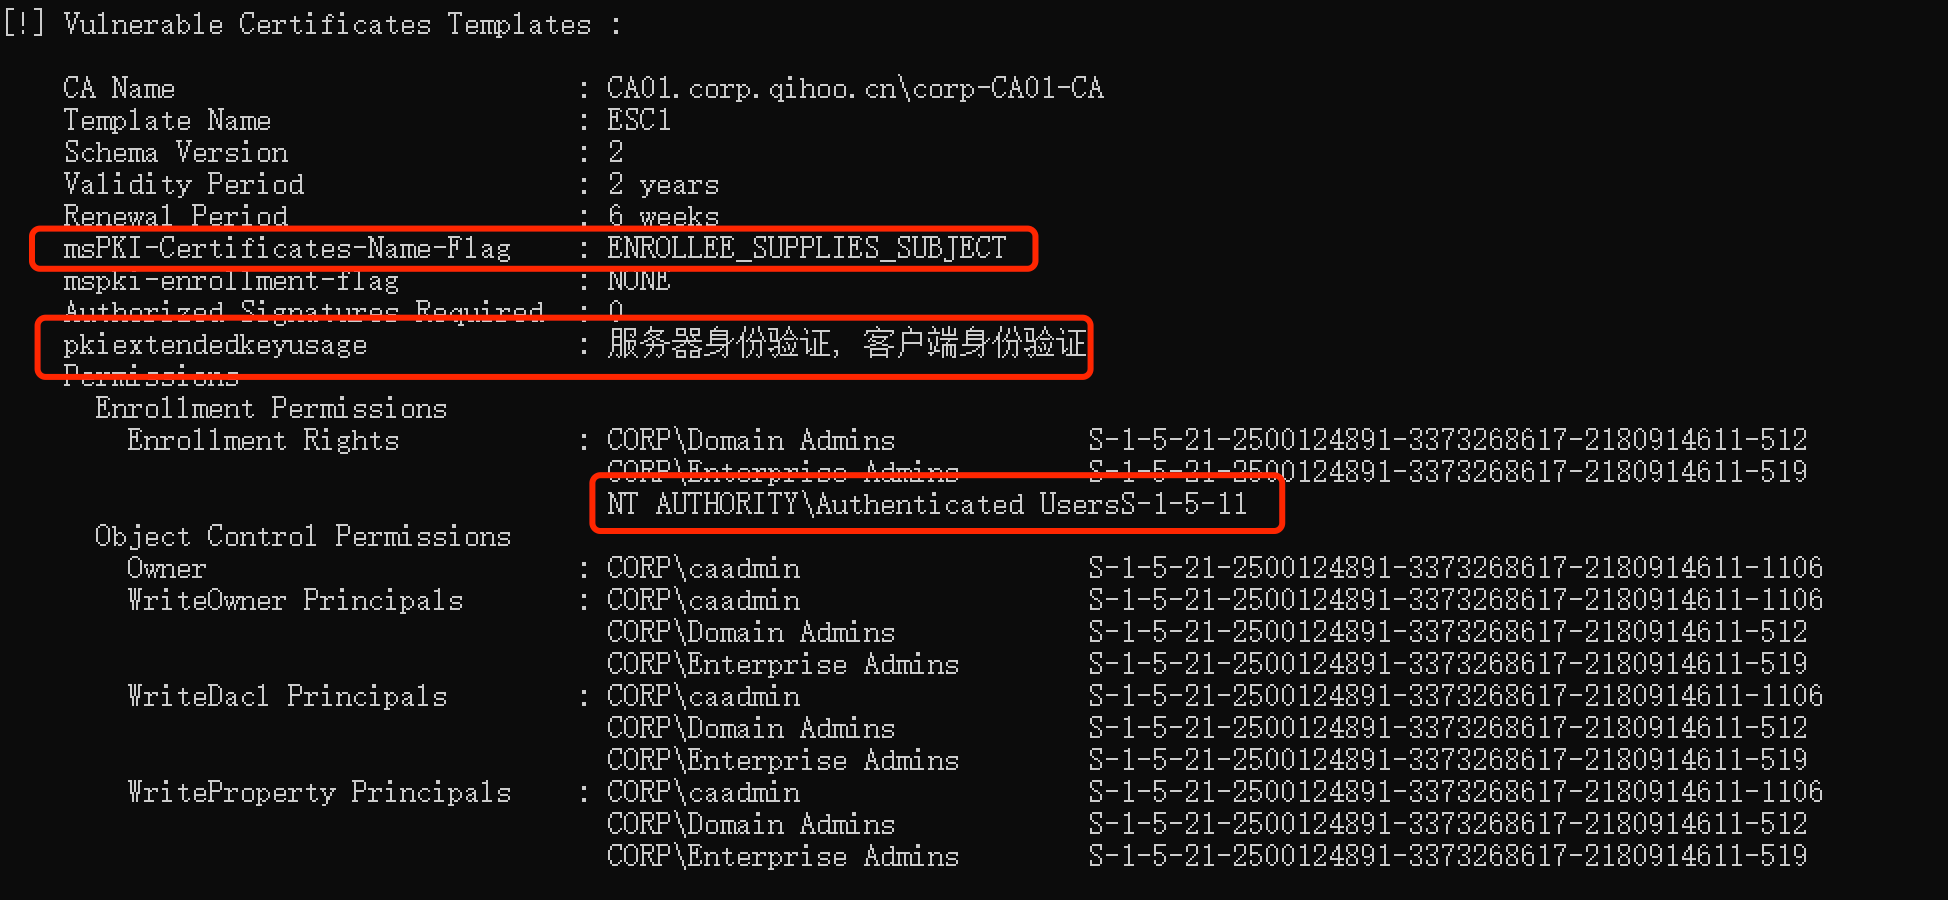 [!] Vulnerable Certificates Templates :
CA Name : CA01.corp.qihoo.cn\corp-CA01-CA
Template Name : ESC1
Schema Version : 2
Validity Period : 2 years
Renewal Period : 6 weeks
msPKI-Certificates-Name-Flag : ENROLLEE_SUPPLIES_SUBJECT
mspki-enrollment-flag : NONE
Authorized Signatures Required : 0
pkiextendedkeyusage : 服务器身份验证, 客户端身份验证
Permissions
Enrollment Permissions
Enrollment Rights : CORP\Domain Admins S-1-5-21-2500124891-3373268617-2180914611-512
CORP\Enterprise Admins S-1-5-21-2500124891-3373268617-2180914611-519
NT AUTHORITY\Authenticated UsersS-1-5-11
Object Control Permissions
Owner : CORP\caadmin S-1-5-21-2500124891-3373268617-2180914611-1106
WriteOwner Principals : CORP\caadmin S-1-5-21-2500124891-3373268617-2180914611-1106
CORP\Domain Admins S-1-5-21-2500124891-3373268617-2180914611-512
CORP\Enterprise Admins S-1-5-21-2500124891-3373268617-2180914611-519
WriteDacl Principals : CORP\caadmin S-1-5-21-2500124891-3373268617-2180914611-1106
CORP\Domain Admins S-1-5-21-2500124891-3373268617-2180914611-512
CORP\Enterprise Admins S-1-5-21-2500124891-3373268617-2180914611-519
WriteProperty Principals : CORP\caadmin S-1-5-21-2500124891-3373268617-2180914611-1106
CORP\Domain Admins S-1-5-21-2500124891-3373268617-2180914611-512
CORP\Enterprise Admins S-1-5-21-2500124891-3373268617-2180914611-519